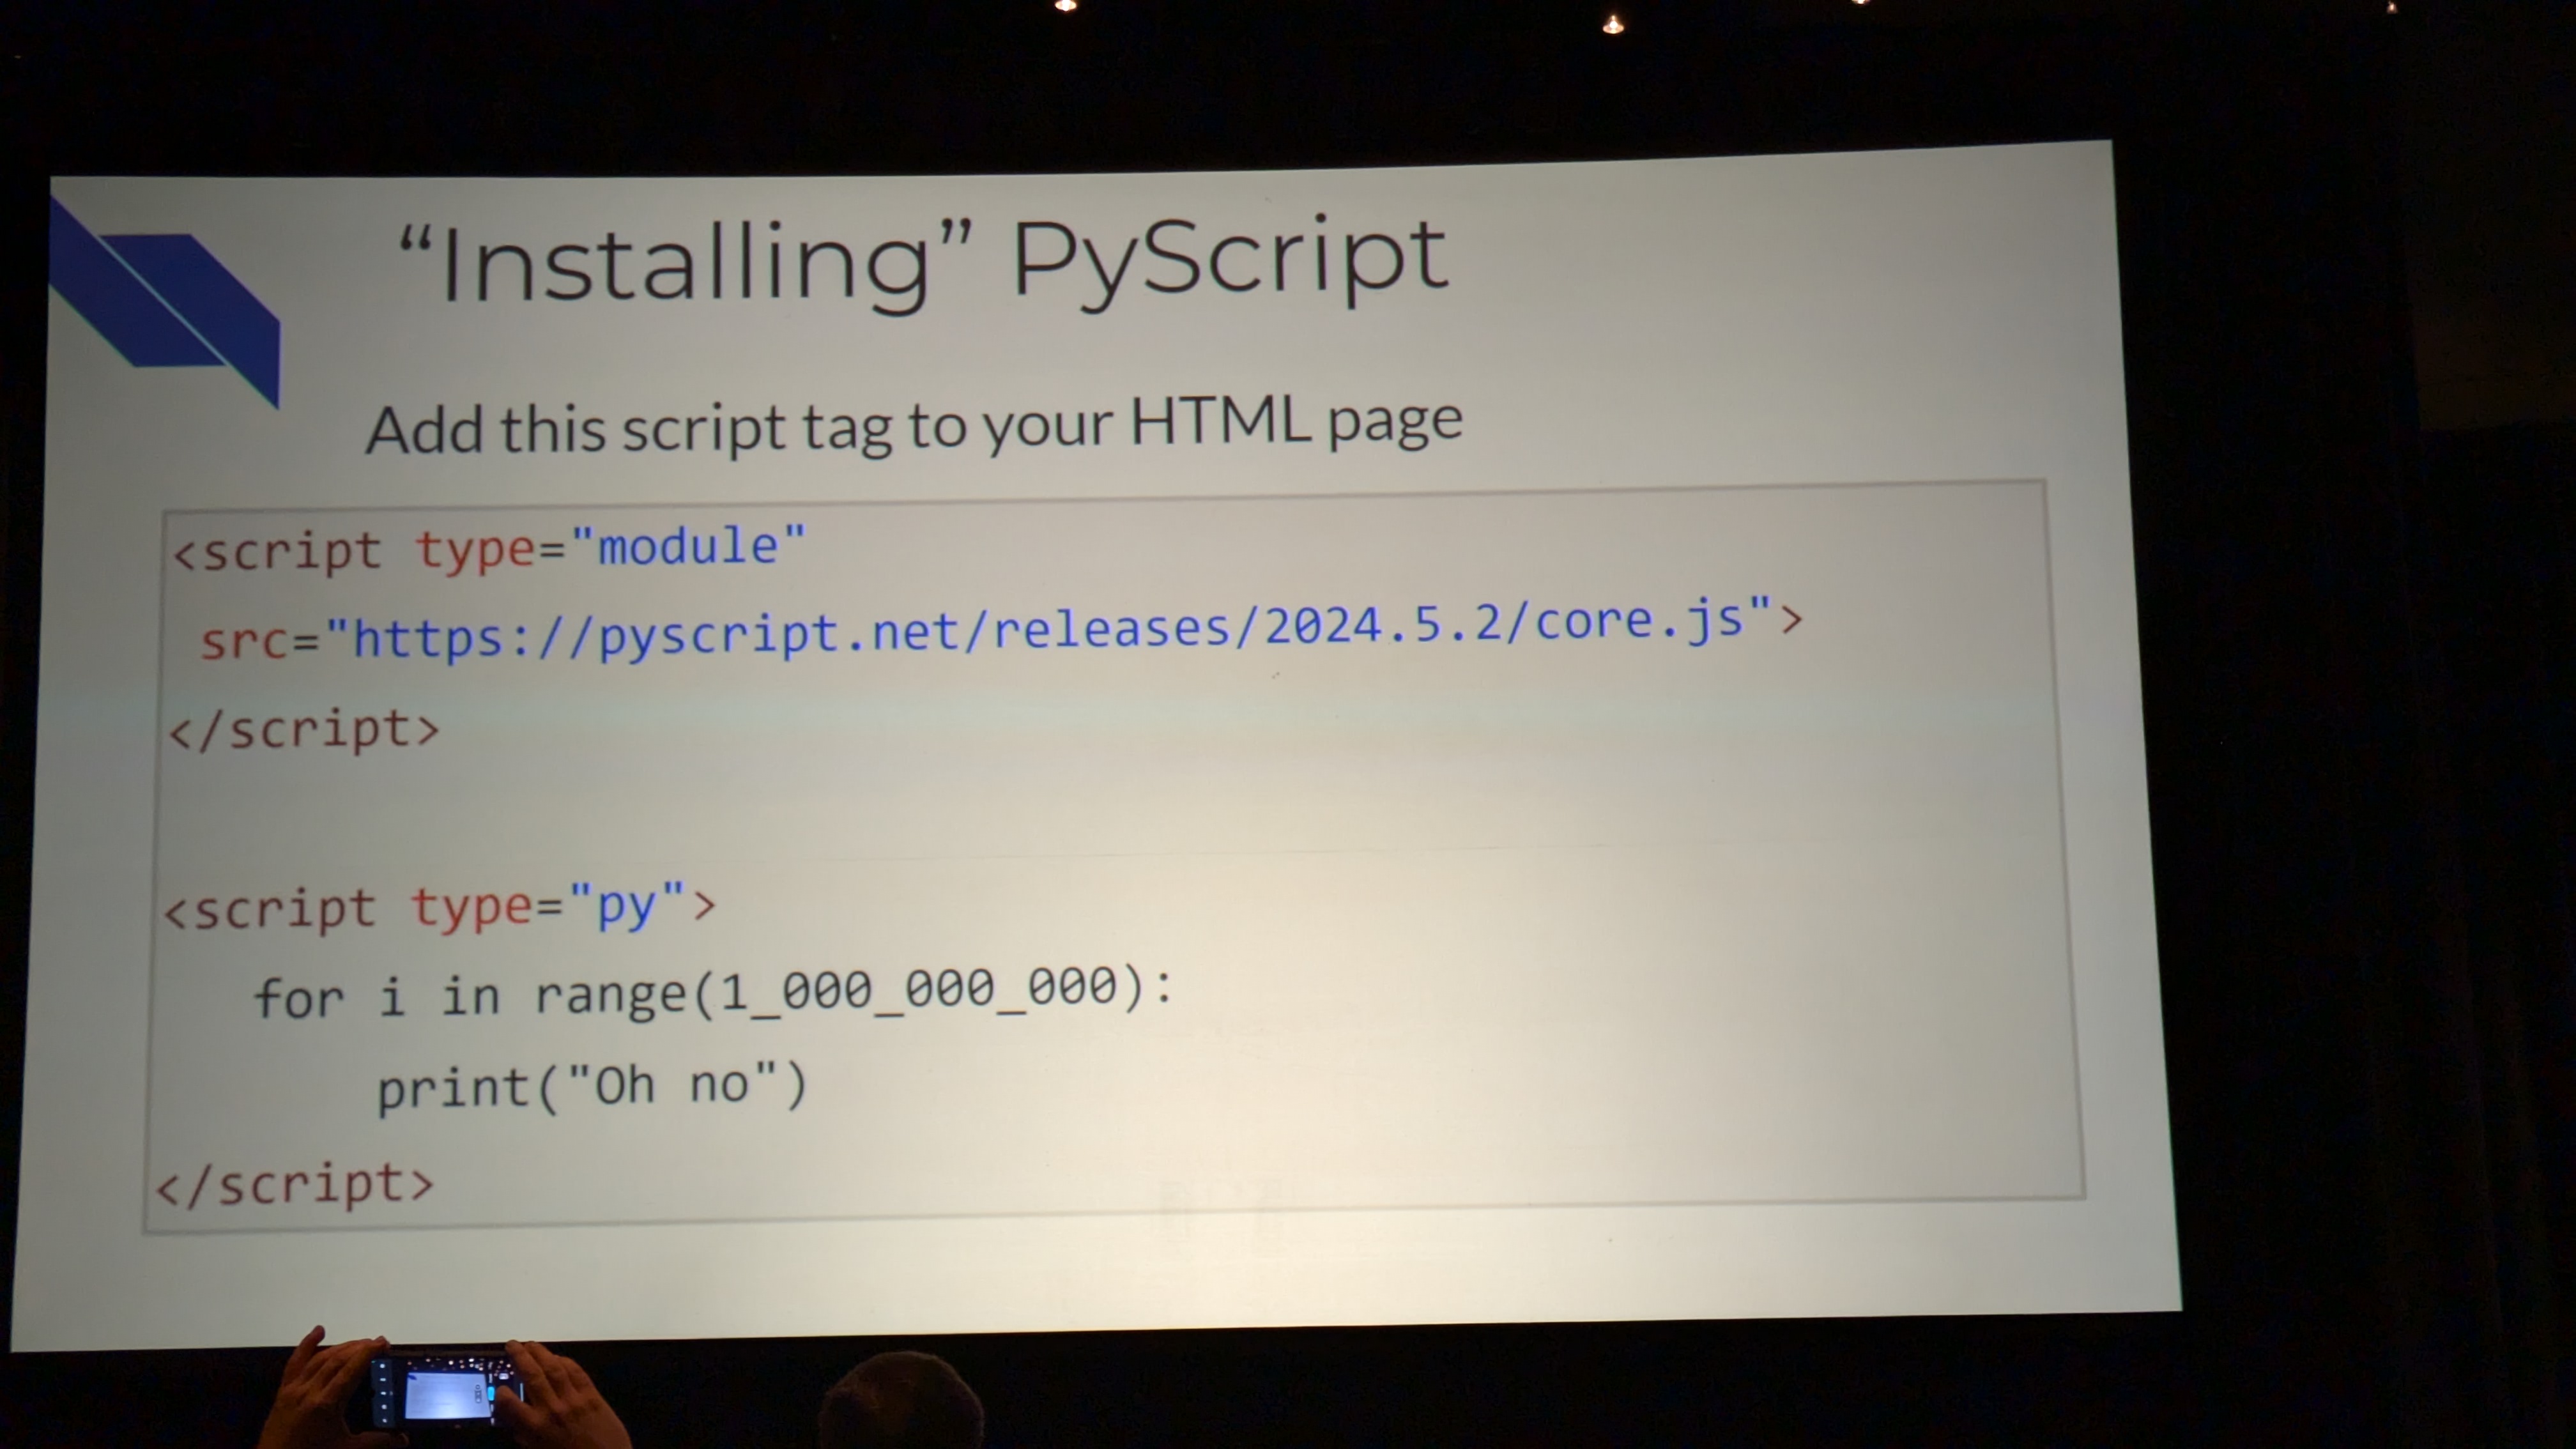 “Installing” PyScript
Add this script tag to your HTML page
<script type="module"
src="https://pyscript.net/releases/2024.5.2/core.js">
</script>
<script type="py">
for i in range(1_000_000_000):
print("Oh no")
</script>